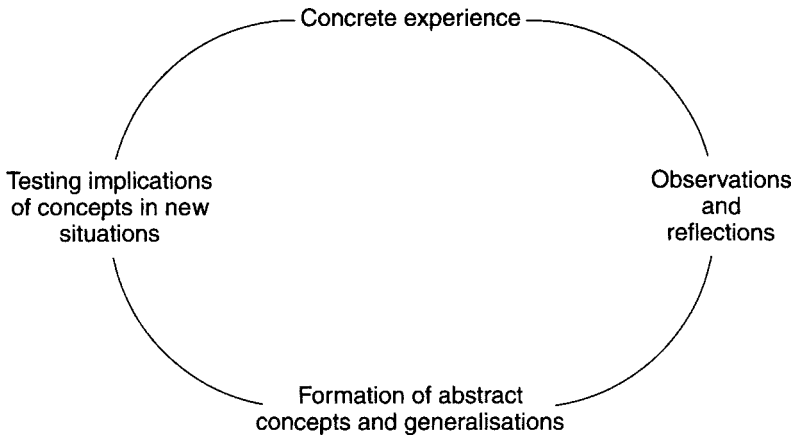 Concrete experience
Observations
and
reflections
Formation of abstract
concepts and generalisations
Testing implications
of concepts in new
situations